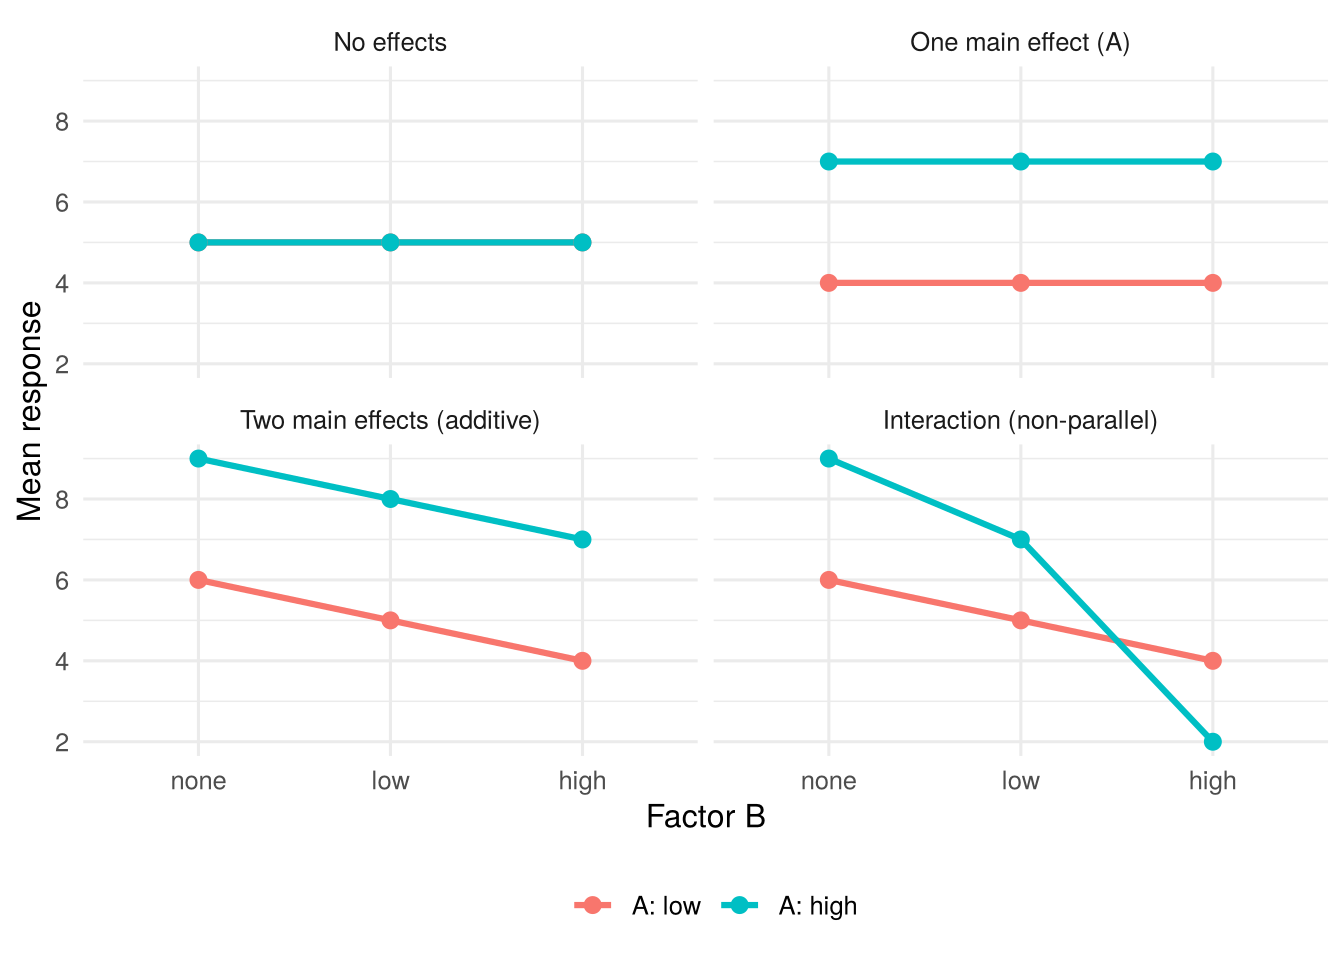 No effects
One main effect (A)
8
6
4
2
Two main effects (additive)
Interaction (non-parallel)
8
6
4
2
Mean response
none low high
none low high
Factor B
A: low A: high